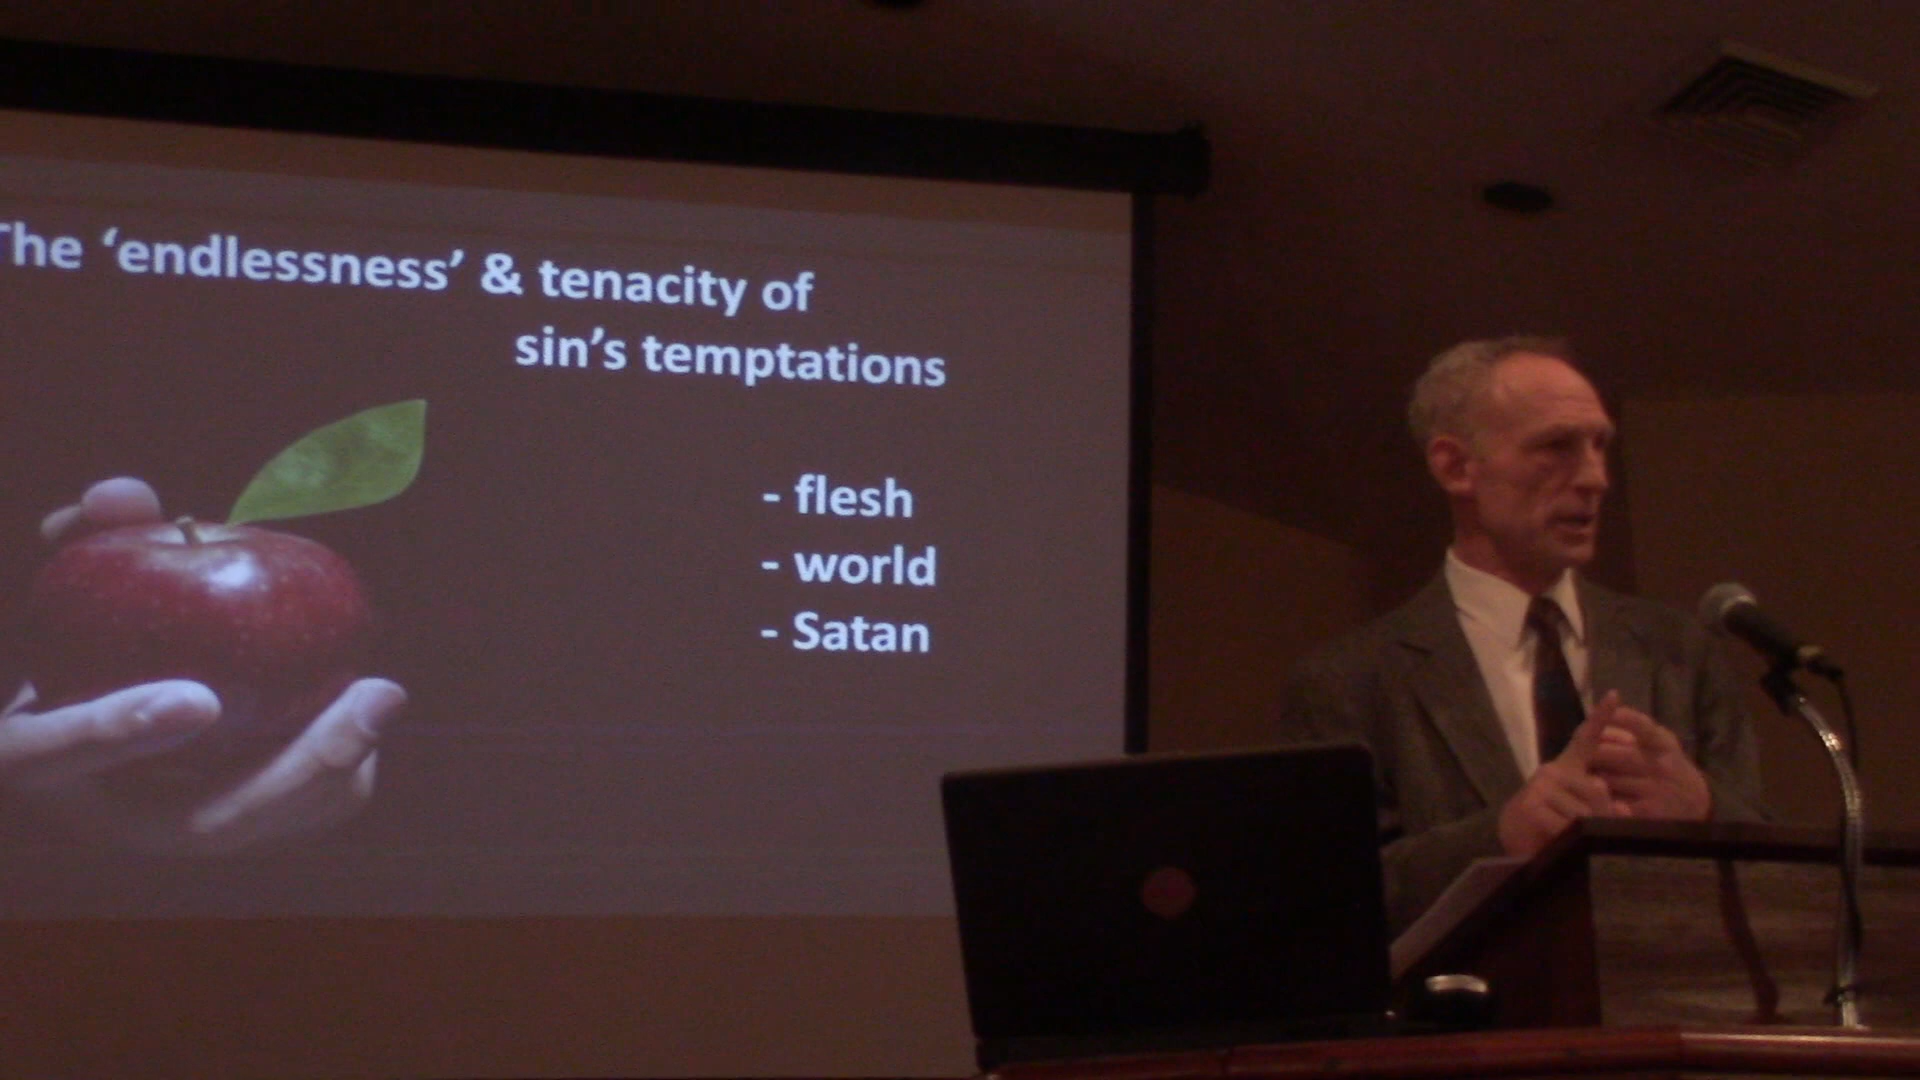 The ‘endlessness’ & tenacity of
sin’s temptations
- flesh
- world
- Satan